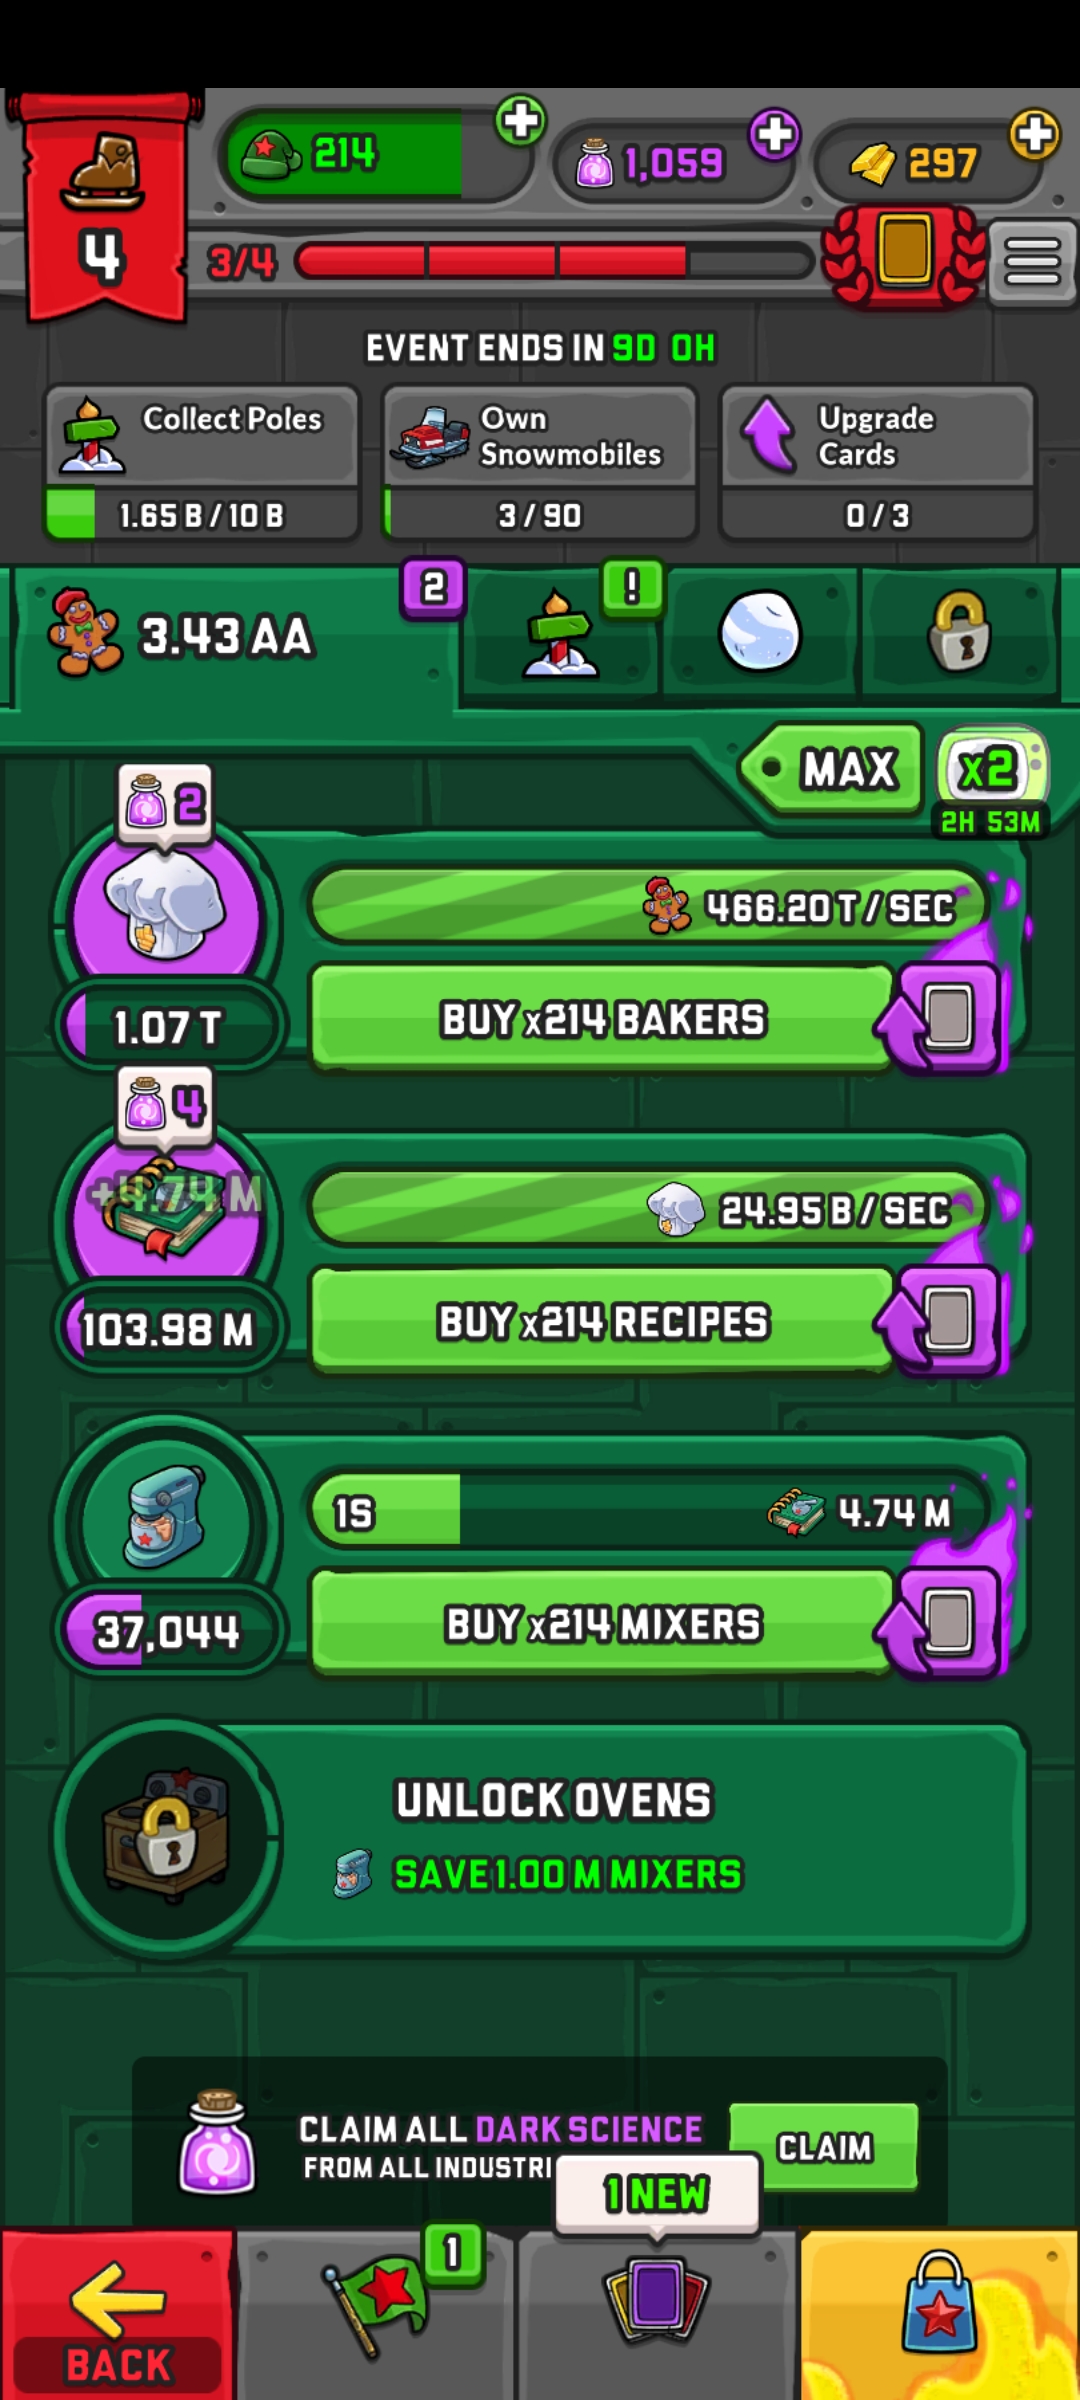 214
1,059
297
4
3/4
EVENT ENDS IN 9D 0H
Collect Poles
Own
Snowmobiles
Upgrade
Cards
1.65 B / 10 B
3 / 90
0 / 3
3.43 AA
2
!
MAX
x2
2H 53M
2
466.20 T / SEC
1.07 T
BUY x214 BAKERS
4
+4.74 M
24.95 B / SEC
103.98 M
BUY x214 RECIPES
1S
4.74 M
37,044
BUY x214 MIXERS
UNLOCK OVENS
SAVE 1.00 M MIXERS
CLAIM ALL DARK SCIENCE
FROM ALL INDUSTRI
CLAIM
1 NEW
1
BACK